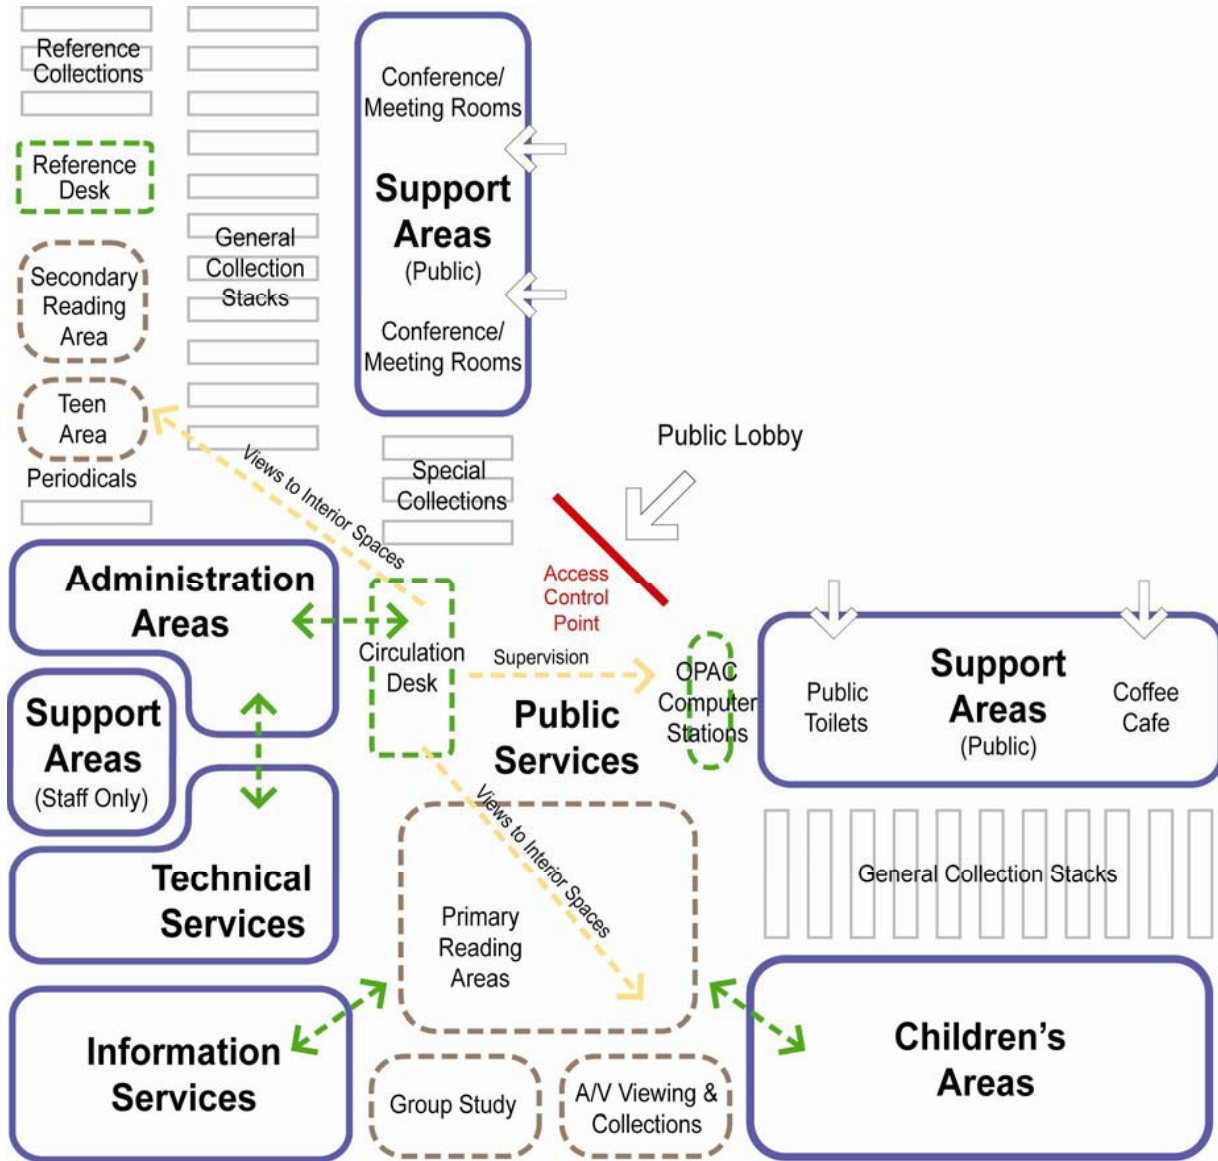 Reference
Collections
Reference
Desk
Secondary
Reading
Area
Teen
Area
Periodicals
General
Collection
Stacks
Conference/
Meeting Rooms
Support
Areas
(Public)
Conference/
Meeting Rooms
Special
Collections
Public Lobby
Views to Interior Spaces
Access
Control
Point
Administration
Areas
Circulation
Desk
Supervision
OPAC
Computer
Stations
Public
Services
Public
Toilets
Support
Areas
(Public)
Coffee
Cafe
Support
Areas
(Staff Only)
Technical
Services
Views to Interior Spaces
General Collection Stacks
Primary
Reading
Areas
Information
Services
Group Study
A/V Viewing &
Collections
Children's
Areas